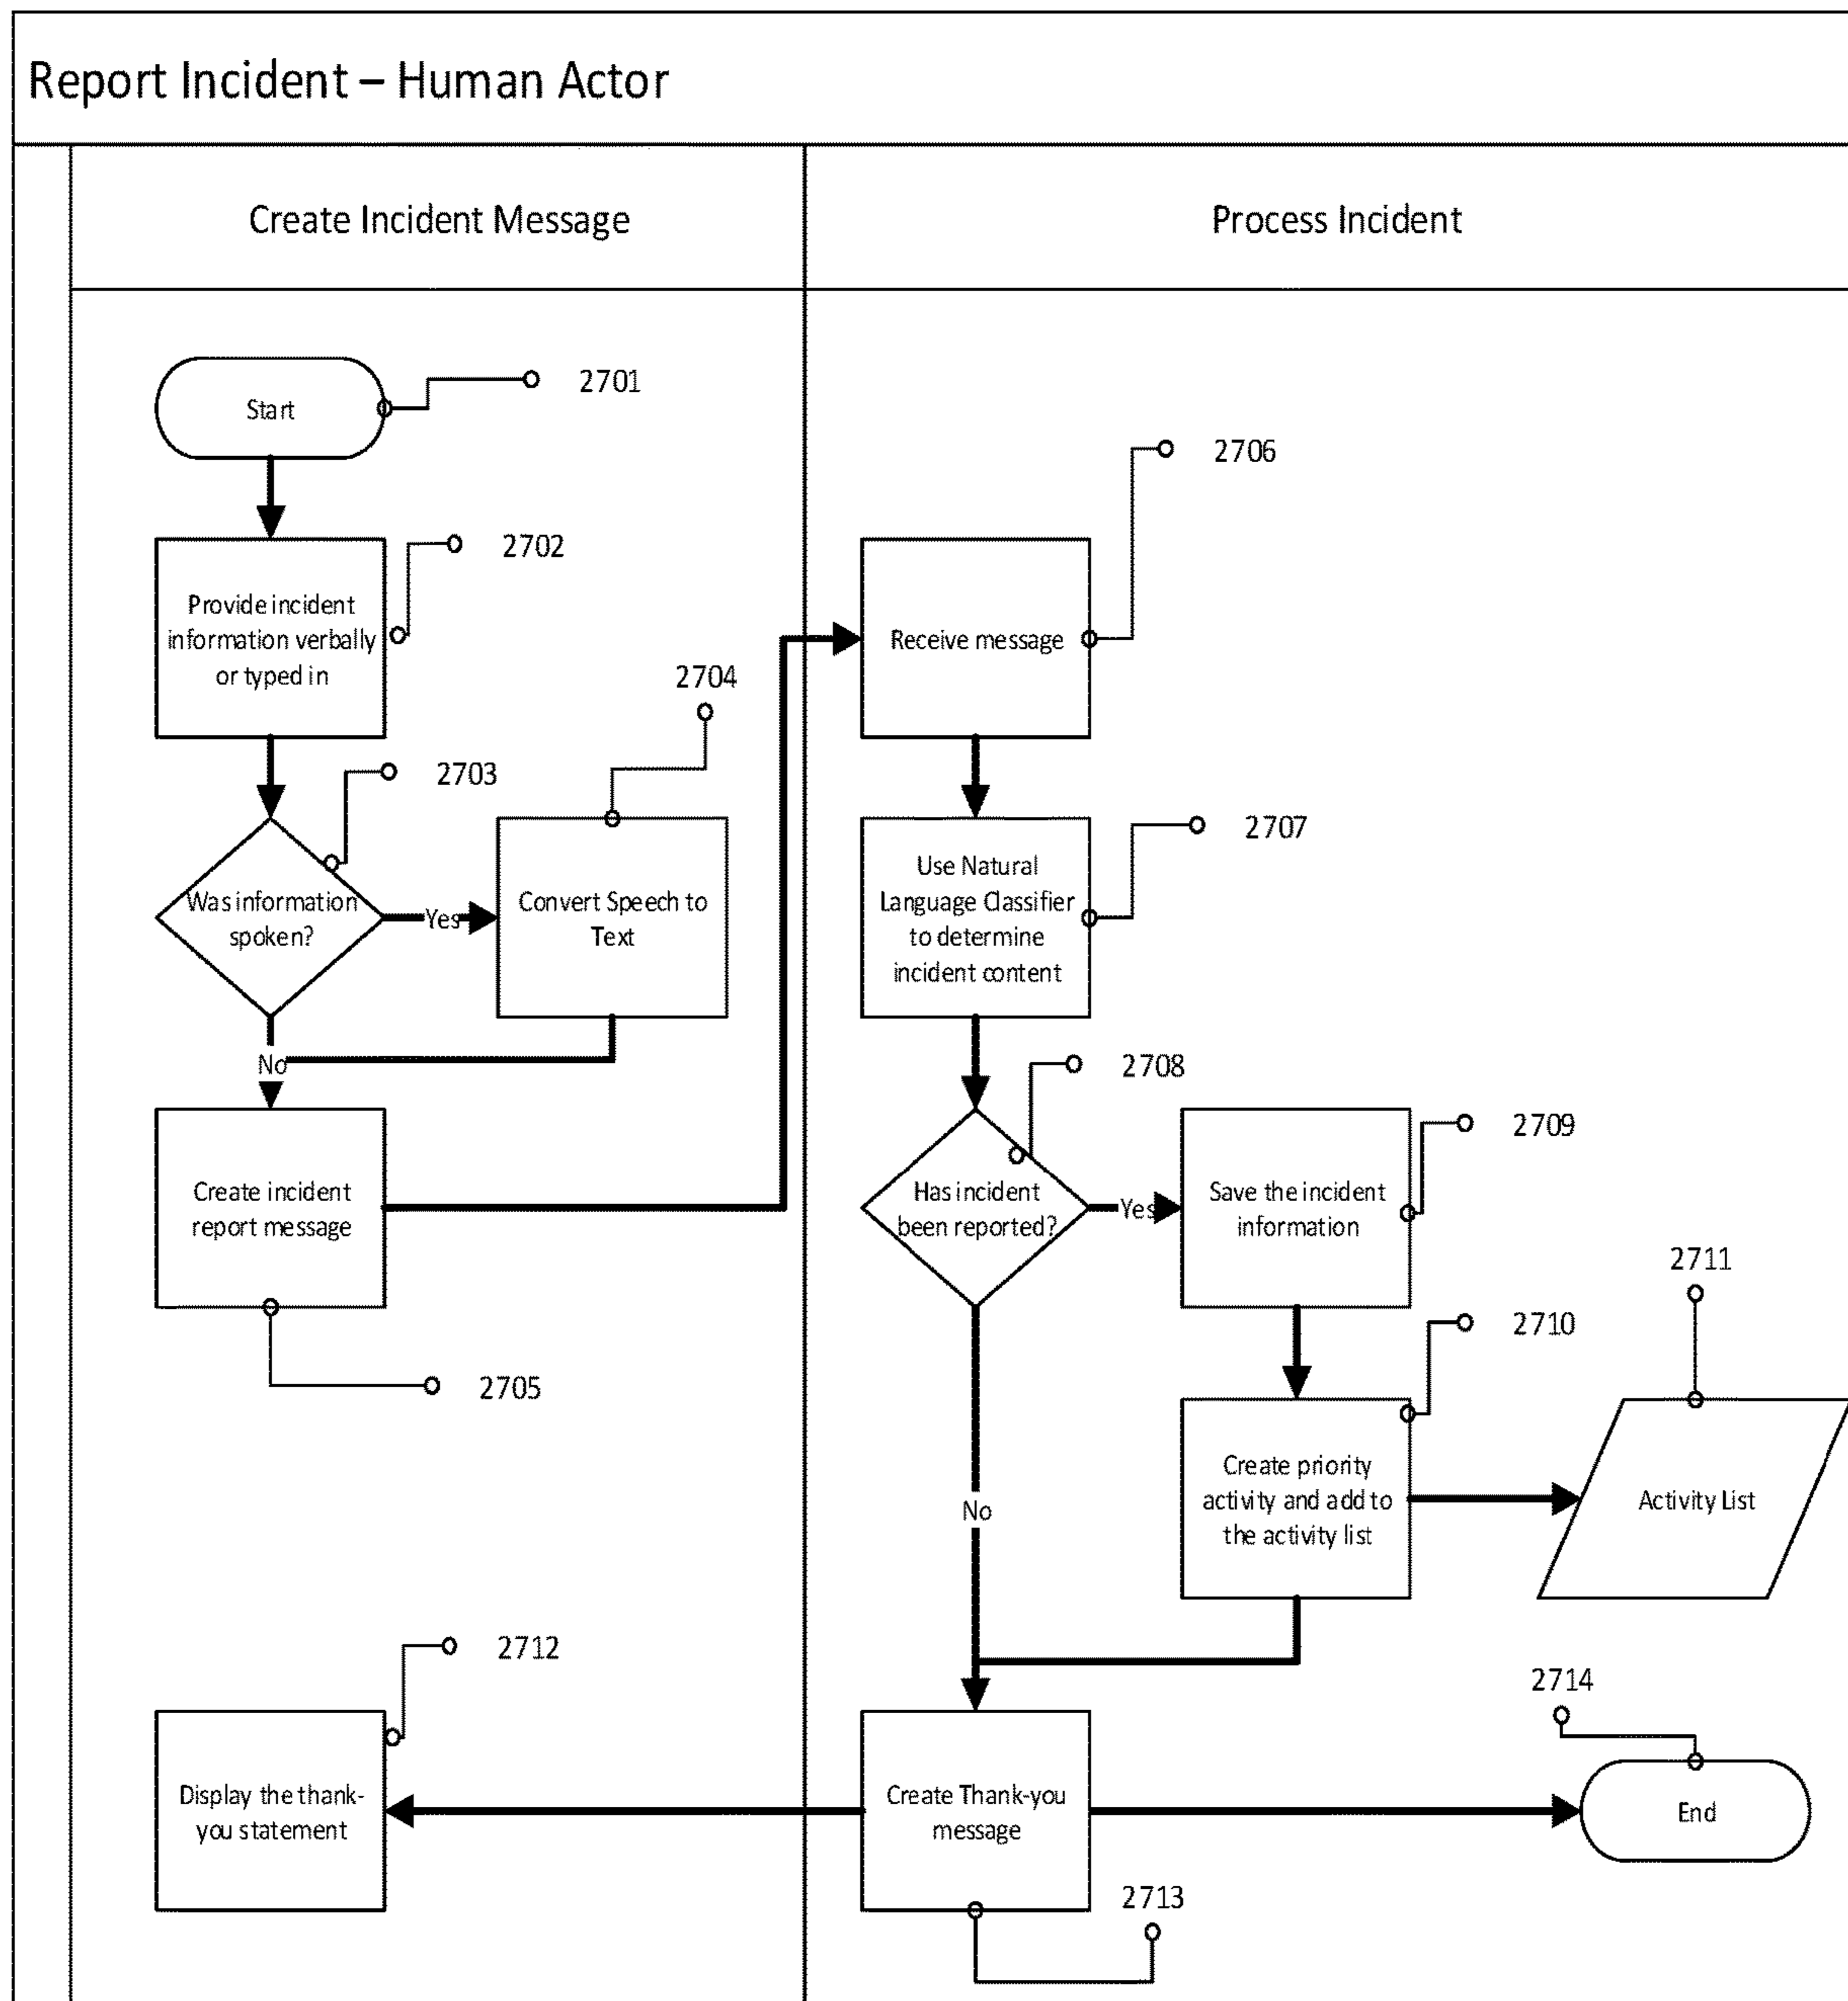 Report Incident – Human Actor
Create Incident Message
Process Incident
Start
2701
2706
2702
Provide incident
information verbally
or typed in
Receive message
2704
2703
2707
Was information
spoken?
Yes
Convert Speech to
Text
Use Natural
Language Classifier
to determine
incident content
No
2708
2709
Create incident
report message
Has incident
been reported?
Yes
Save the incident
information
2711
2710
2705
Create priority
activity and add to
the activity list
Activity List
No
2712
2714
Display the thank-
you statement
Create Thank-you
message
End
2713